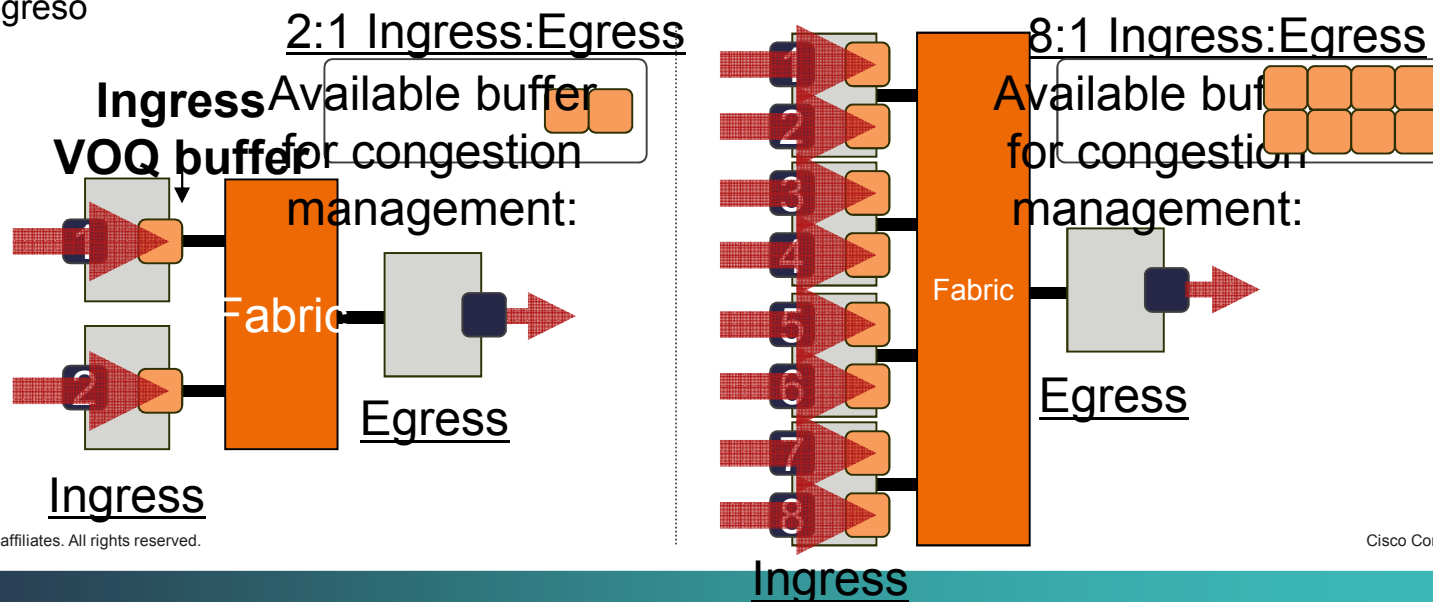 greso
2:1 Ingress:Egress
Available buffer
for congestion
management:
Ingress
VOQ buffer
1
2
Fabric
Egress
Ingress
8:1 Ingress:Egress
Available buf
for congestion
management:
1
2
3
4
5
6
7
8
Fabric
Egress
Ingress
affiliates. All rights reserved.
Cisco Con